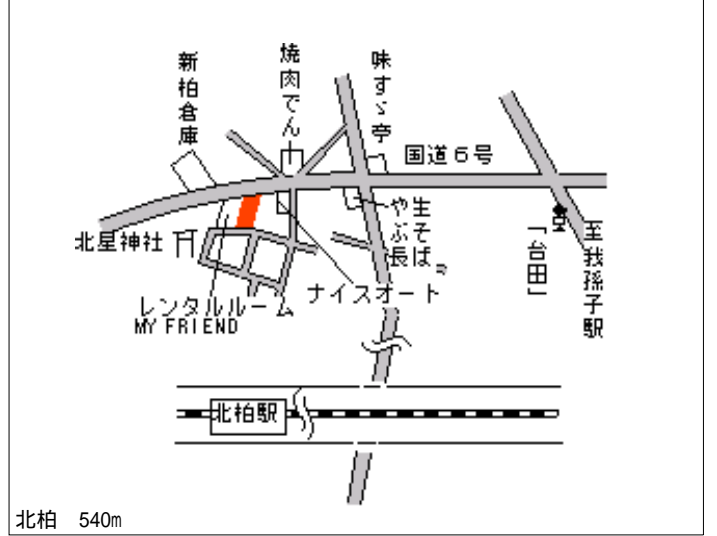 新柏倉庫
焼肉でん
味すゞ亭
国道6号
生そば
やぶ長
北星神社
レンタルルーム
MY FRIEND
ナイスオート
「台田」
至我孫子駅
北柏駅
北柏 540m